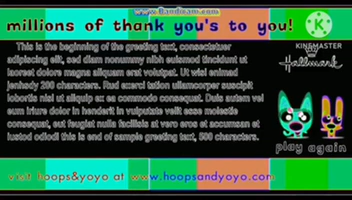 www.Bandicam.com
millions of thank you's to you!
KINEMASTER
Hallmark
This is the beginning of the greeting text, consectetuer
adipiscing elit, sed diam nonummy nibh euismod tincidunt ut
laoreet dolore magna aliquam erat volutpat. Ut wisi enimad
jenhsdy 200 characters. Rud exerci tation ullamcorper suscipit
lobortis nisl ut aliquip ex ea commodo consequat. Duis autem vel
eum iriure dolor in henderit in vulputate velit esse molestie
consequat, eut feugiat nulla facilisis at vero eros et accumsan et
iustod odiodi this is end of sample greeting text, 500 characters.
play again
visit hoops&yoyo at www.hoopsandyoyo.com